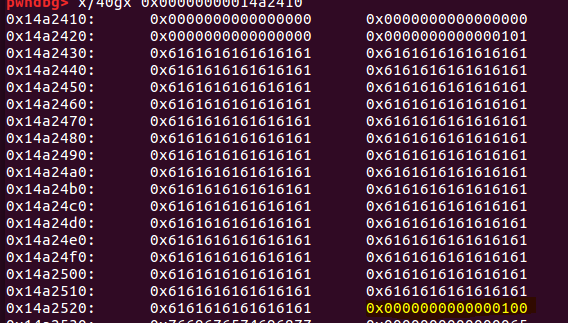 pwndbg> x/40gx 0x00000000014a2410
0x14a2410: 0x0000000000000000 0x0000000000000000
0x14a2420: 0x0000000000000000 0x0000000000000101
0x14a2430: 0x6161616161616161 0x6161616161616161
0x14a2440: 0x6161616161616161 0x6161616161616161
0x14a2450: 0x6161616161616161 0x6161616161616161
0x14a2460: 0x6161616161616161 0x6161616161616161
0x14a2470: 0x6161616161616161 0x6161616161616161
0x14a2480: 0x6161616161616161 0x6161616161616161
0x14a2490: 0x6161616161616161 0x6161616161616161
0x14a24a0: 0x6161616161616161 0x6161616161616161
0x14a24b0: 0x6161616161616161 0x6161616161616161
0x14a24c0: 0x6161616161616161 0x6161616161616161
0x14a24d0: 0x6161616161616161 0x6161616161616161
0x14a24e0: 0x6161616161616161 0x6161616161616161
0x14a24f0: 0x6161616161616161 0x6161616161616161
0x14a2500: 0x6161616161616161 0x6161616161616161
0x14a2510: 0x6161616161616161 0x6161616161616161
0x14a2520: 0x6161616161616161 0x0000000000000100